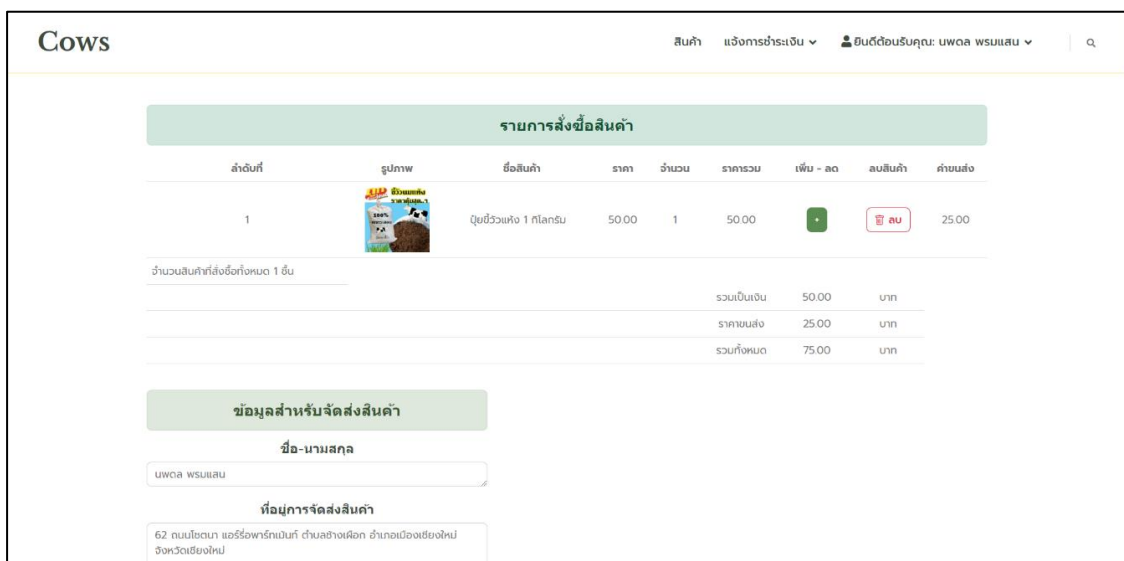 Cows
สินค้า แจ้งการชำระเงิน ยินดีต้อนรับคุณ: นพดล พรมแสน
รายการสั่งซื้อสินค้า
ลำดับที่ รูปภาพ ชื่อสินค้า ราคา จำนวน ราคารวม เพิ่ม - ลด ลบสินค้า ค่าขนส่ง
ขี้วัวนมแห้ง
100%
1 ปุ๋ยขี้วัวแห้ง 1 กิโลกรัม 50.00 1 50.00 + ลบ 25.00
จำนวนสินค้าที่สั่งซื้อทั้งหมด 1 ชิ้น
รวมเป็นเงิน 50.00 บาท
ราคาขนส่ง 25.00 บาท
รวมทั้งหมด 75.00 บาท
ข้อมูลสำหรับจัดส่งสินค้า
ชื่อ-นามสกุล
นพดล พรมแสน
ที่อยู่การจัดส่งสินค้า
62 ถนนโชตนา แอร์รี่อพาร์ทเม้นท์ ตำบลช้างเผือก อำเภอเมืองเชียงใหม่
จังหวัดเชียงใหม่